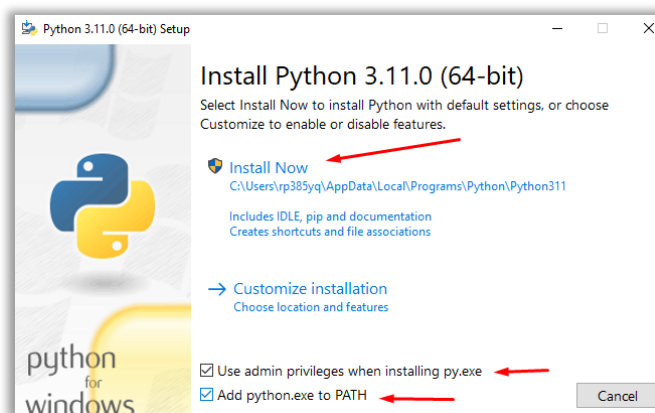 Python 3.11.0 (64-bit) Setup
Install Python 3.11.0 (64-bit)
Select Install Now to install Python with default settings, or choose
Customize to enable or disable features.
Install Now
C:\Users\rp385yq\AppData\Local\Programs\Python\Python311
Includes IDLE, pip and documentation
Creates shortcuts and file associations
Customize installation
Choose location and features
python
for
windows
Use admin privileges when installing py.exe
Add python.exe to PATH
Cancel